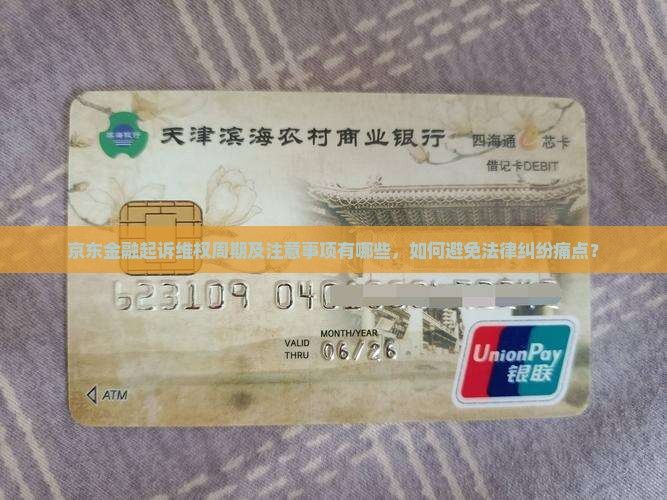 滨海银行
天津滨海农村商业银行
四海通 芯卡
借记卡DEBIT
京东金融起诉维权周期及注意事项有哪些，如何避免法律纠纷痛点？
623109 040
MONTH/YEAR
VALID THRU 06/26
UnionPay
银联
ATM